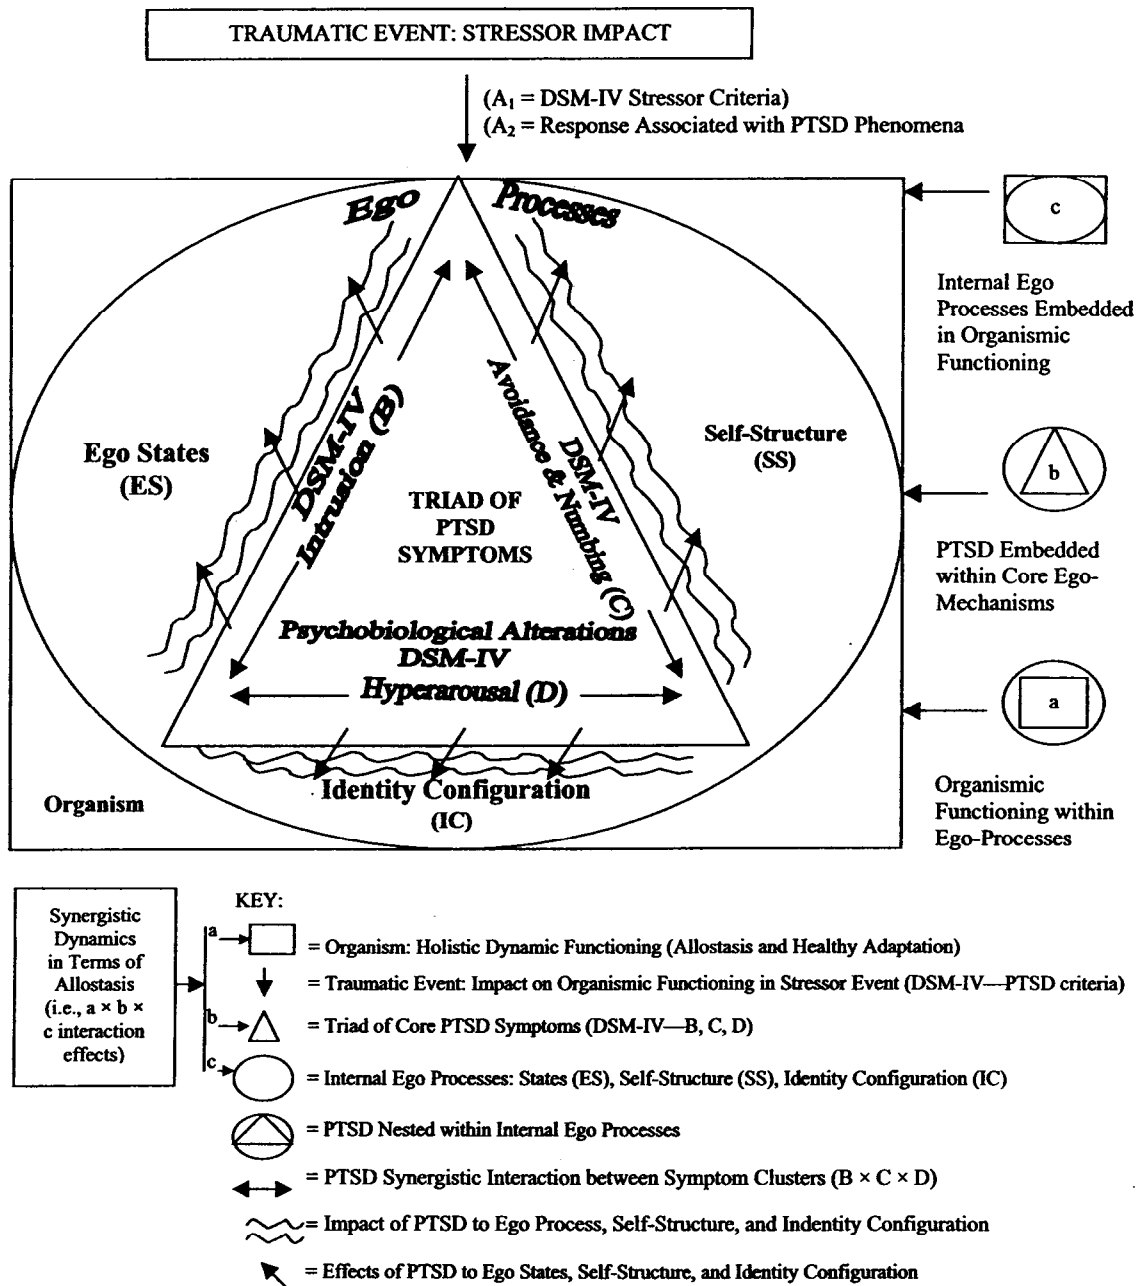 TRAUMATIC EVENT: STRESSOR IMPACT
(A₁ = DSM-IV Stressor Criteria)
(A₂ = Response Associated with PTSD Phenomena
Ego Processes
Ego States
(ES)
DSM-IV
Intrusion (B)
TRIAD OF
PTSD
SYMPTOMS
DSM-IV
Avoidance & Numbing (C)
Self-Structure
(SS)
Psychobiological Alterations
DSM-IV
Hyperarousal (D)
Identity Configuration
(IC)
Organism
c
Internal Ego
Processes Embedded
in Organismic
Functioning
b
PTSD Embedded
within Core Ego-
Mechanisms
a
Organismic
Functioning within
Ego-Processes
Synergistic
Dynamics
in Terms of
Allostasis
(i.e., a × b ×
c interaction
effects)
KEY:
a
= Organism: Holistic Dynamic Functioning (Allostasis and Healthy Adaptation)
= Traumatic Event: Impact on Organismic Functioning in Stressor Event (DSM-IV—PTSD criteria)
b
= Triad of Core PTSD Symptoms (DSM-IV—B, C, D)
c
= Internal Ego Processes: States (ES), Self-Structure (SS), Identity Configuration (IC)
= PTSD Nested within Internal Ego Processes
= PTSD Synergistic Interaction between Symptom Clusters (B × C × D)
= Impact of PTSD to Ego Process, Self-Structure, and Indentity Configuration
= Effects of PTSD to Ego States, Self-Structure, and Identity Configuration